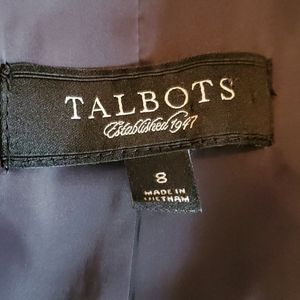 TALBOTS
Established 1947
8
MADE IN
VIETNAM